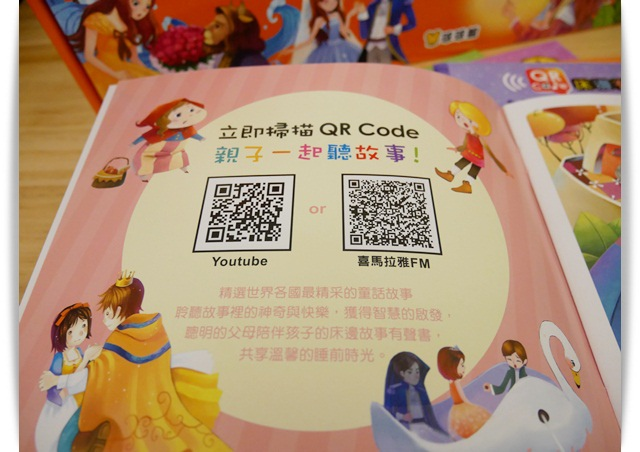 QR
Code
立即掃描 QR Code
親子一起聽故事!
or
Youtube
喜馬拉雅FM
精選世界各國最精采的童話故事
聆聽故事裡的神奇與快樂,獲得智慧的啟發,
聰明的父母陪伴孩子的床邊故事有聲書,
共享溫馨的睡前時光。